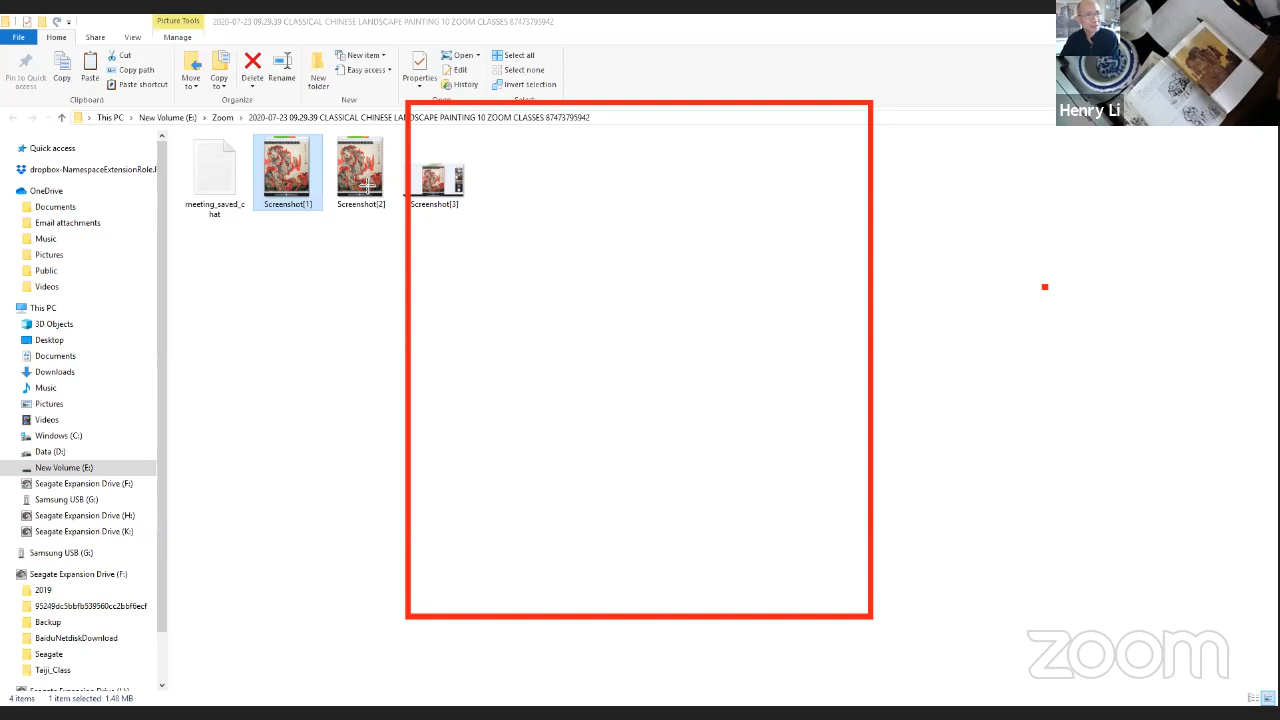 Picture Tools
2020-07-23 09.29.39 CLASSICAL CHINESE LANDSCAPE PAINTING 10 ZOOM CLASSES 87473795942
File
Home
Share
View
Manage
Pin to Quick access
Copy
Paste
Cut
Copy path
Paste shortcut
Clipboard
Move to
Copy to
Delete
Rename
Organize
New folder
New item
Easy access
New
Properties
Open
Edit
History
Open
Select all
Select none
Invert selection
Select
Henry Li
This PC
New Volume (E:)
Zoom
2020-07-23 09.29.39 CLASSICAL CHINESE LANDSCAPE PAINTING 10 ZOOM CLASSES 87473795942
Quick access
dropbox-NamespaceExtensionRole.l
OneDrive
Documents
Email attachments
Music
Pictures
Public
Videos
This PC
3D Objects
Desktop
Documents
Downloads
Music
Pictures
Videos
Windows (C:)
Data (D:)
New Volume (E:)
Seagate Expansion Drive (F:)
Samsung USB (G:)
Seagate Expansion Drive (H:)
Seagate Expansion Drive (K:)
Samsung USB (G:)
Seagate Expansion Drive (F:)
2019
95249dc5bbfb539560cc2bbf6ecf
Backup
BaiduNetdiskDownload
Seagate
Taiji_Class
meeting_saved_c
hat
Screenshot[1]
Screenshot[2]
Screenshot[3]
4 items
1 item selected 1.48 MB
zoom